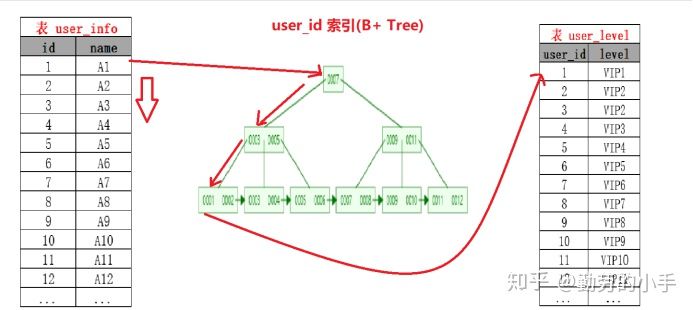 user_id 索引(B+ Tree)
表 user_info
id name
1 A1
2 A2
3 A3
4 A4
5 A5
6 A6
7 A7
8 A8
9 A9
10 A10
11 A11
12 A12
... ...
0007
0003 0005
0009 0011
0001 0002 0003 0004 0005 0006 0007 0008 0009 0010 0011 0012
表 user_level
user_id level
1 VIP1
2 VIP2
3 VIP2
4 VIP3
5 VIP4
6 VIP5
7 VIP6
8 VIP7
9 VIP8
10 VIP9
11 VIP10
... ...
知乎 @勤劳的小手